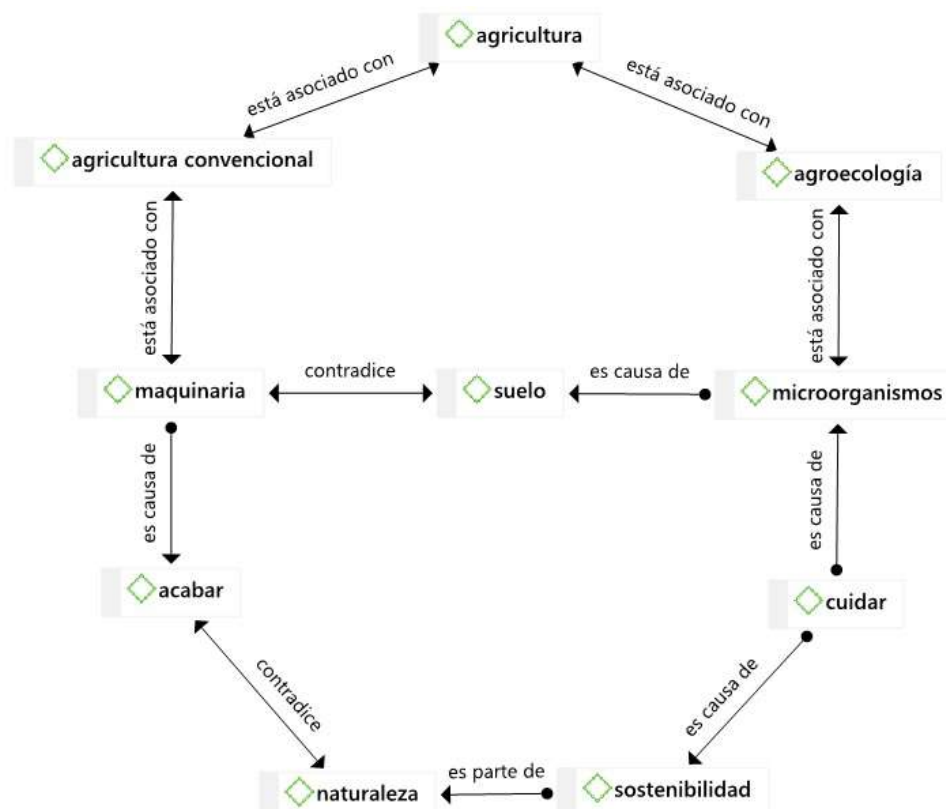 agricultura
está asociado con
está asociado con
agricultura convencional
agroecología
está asociado con
está asociado con
maquinaria
contradice
suelo
es causa de
microorganismos
es causa de
es causa de
acabar
cuidar
contradice
es causa de
naturaleza
es parte de
sostenibilidad